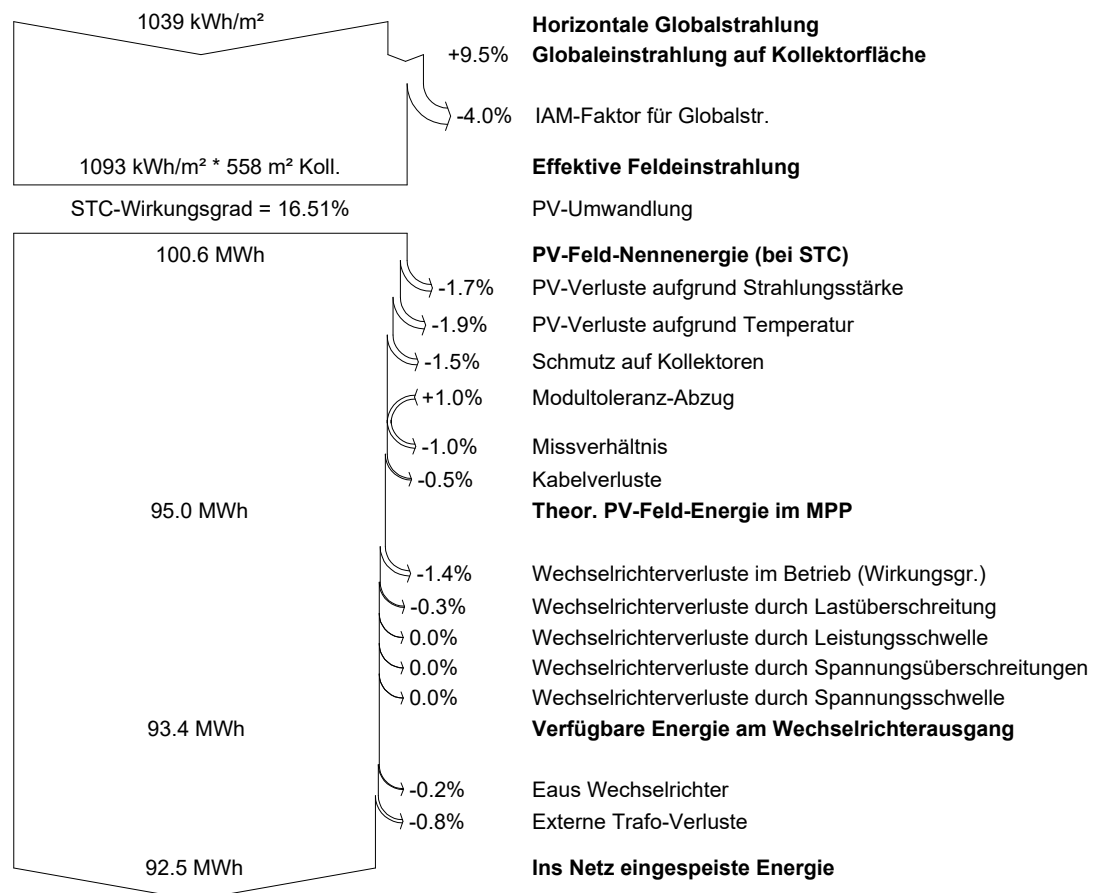 1039 kWh/m² Horizontale Globalstrahlung
+9.5% Globaleinstrahlung auf Kollektorfläche
-4.0% IAM-Faktor für Globalstr.
1093 kWh/m² * 558 m² Koll. Effektive Feldeinstrahlung
STC-Wirkungsgrad = 16.51% PV-Umwandlung
100.6 MWh PV-Feld-Nennenergie (bei STC)
-1.7% PV-Verluste aufgrund Strahlungsstärke
-1.9% PV-Verluste aufgrund Temperatur
-1.5% Schmutz auf Kollektoren
+1.0% Modultoleranz-Abzug
-1.0% Missverhältnis
-0.5% Kabelverluste
95.0 MWh Theor. PV-Feld-Energie im MPP
-1.4% Wechselrichterverluste im Betrieb (Wirkungsgr.)
-0.3% Wechselrichterverluste durch Lastüberschreitung
0.0% Wechselrichterverluste durch Leistungsschwelle
0.0% Wechselrichterverluste durch Spannungsüberschreitungen
0.0% Wechselrichterverluste durch Spannungsschwelle
93.4 MWh Verfügbare Energie am Wechselrichterausgang
-0.2% Eaus Wechselrichter
-0.8% Externe Trafo-Verluste
92.5 MWh Ins Netz eingespeiste Energie